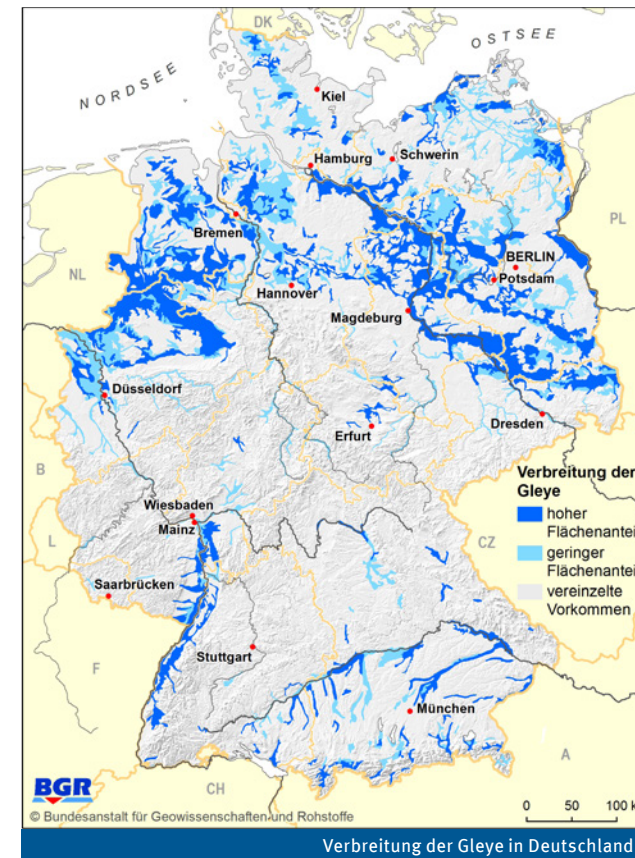 DK
OSTSEE
NORDSEE
Kiel
Hamburg
Schwerin
Bremen
PL
BERLIN
Potsdam
NL
Hannover
Magdeburg
Düsseldorf
Erfurt
Dresden
B
Verbreitung der
Gleye
hoher
Flächenanteil
geringer
Flächenanteil
vereinzelte
Vorkommen
Wiesbaden
Mainz
L
CZ
Saarbrücken
F
Stuttgart
München
A
CH
BGR
© Bundesanstalt für Geowissenschaften und Rohstoffe
0 50 100 k
Verbreitung der Gleye in Deutschland